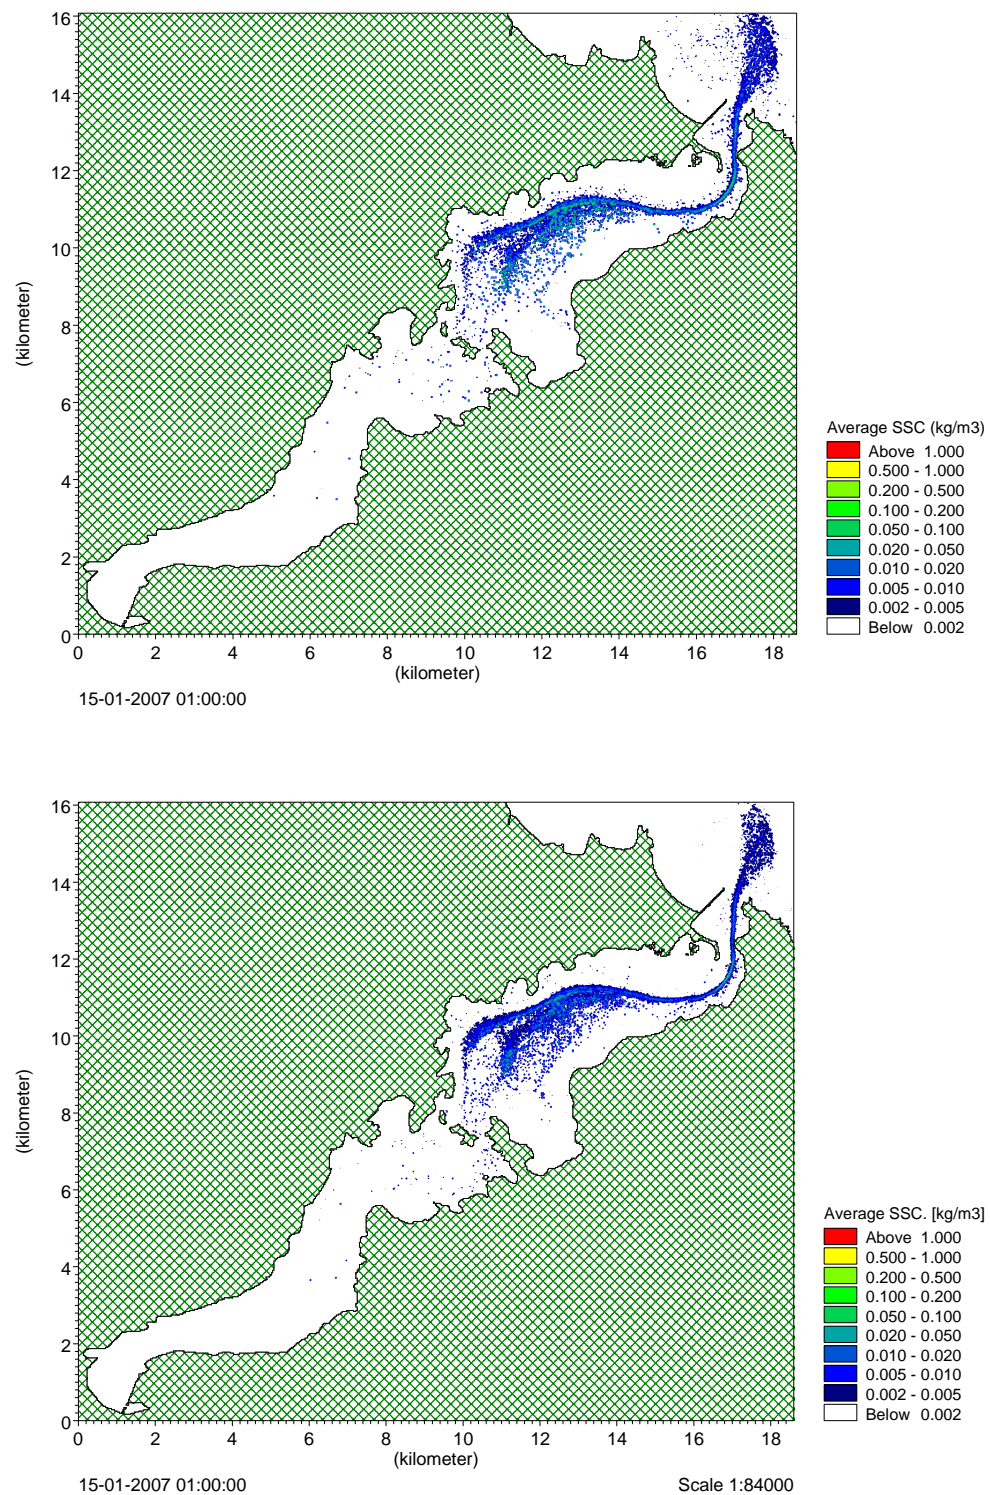 16
14
12
10
8
6
4
2
0
(kilometer)
0 2 4 6 8 10 12 14 16 18
(kilometer)
15-01-2007 01:00:00
Average SSC (kg/m3)
Above 1.000
0.500 - 1.000
0.200 - 0.500
0.100 - 0.200
0.050 - 0.100
0.020 - 0.050
0.010 - 0.020
0.005 - 0.010
0.002 - 0.005
Below 0.002
16
14
12
10
8
6
4
2
0
(kilometer)
0 2 4 6 8 10 12 14 16 18
(kilometer)
15-01-2007 01:00:00
Scale 1:84000
Average SSC. [kg/m3]
Above 1.000
0.500 - 1.000
0.200 - 0.500
0.100 - 0.200
0.050 - 0.100
0.020 - 0.050
0.010 - 0.020
0.005 - 0.010
0.002 - 0.005
Below 0.002